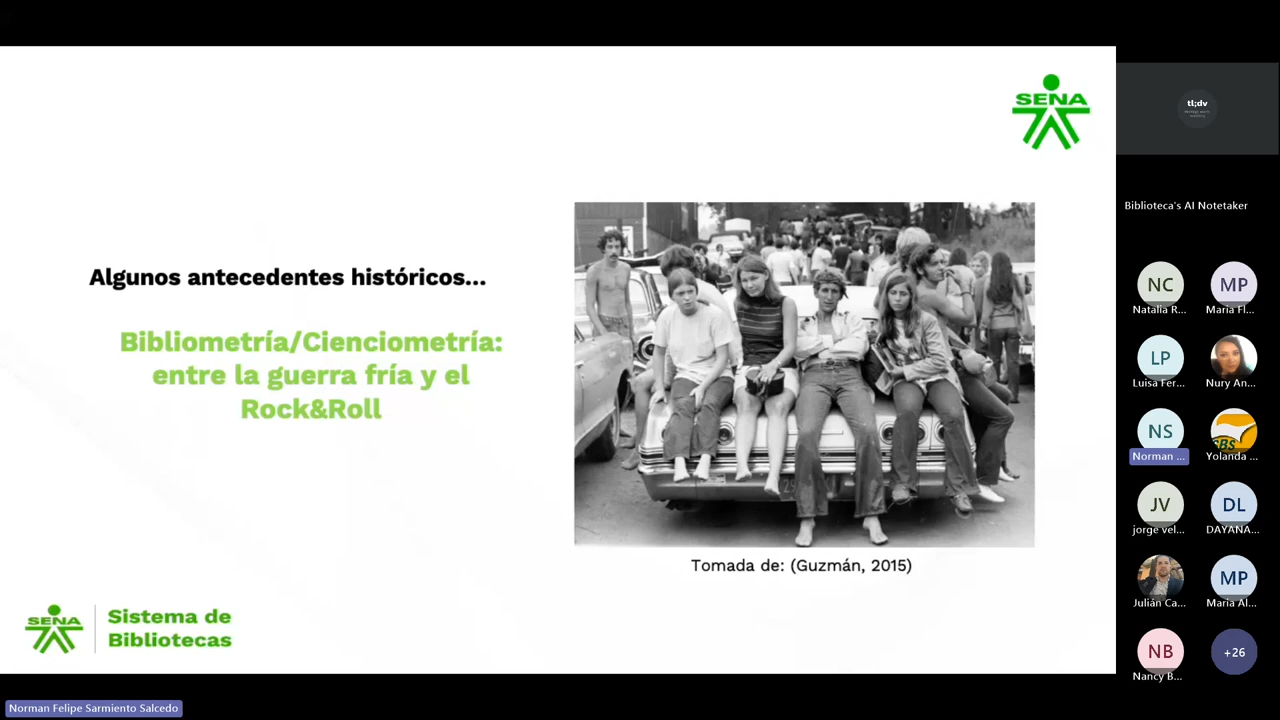 SENA
Algunos antecedentes históricos...
Bibliometría/Cienciometría:
entre la guerra fría y el
Rock&Roll
Tomada de: (Guzmán, 2015)
SENA
Sistema de
Bibliotecas
Norman Felipe Sarmiento Salcedo
tl;dv
Biblioteca's AI Notetaker
NC
Natalia R...
MP
Maria Fl...
LP
Luisa Fer...
Nury An...
NS
Norman ...
GBS
Yolanda ...
JV
jorge vel...
DL
DAYANA...
Julián Ca...
MP
Maria Al...
NB
Nancy B...
+26